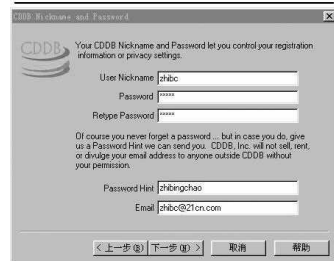 CDDB Nickname and Password
CDDB
Your CDDB Nickname and Password let you control your registration
information or privacy settings.
User Nickname zhibc
Password *****
Retype Password *****
Of course you never forget a password ... but in case you do, give
us a Password Hint we can send you. CDDB, Inc. will not sell, rent,
or divulge your email address to anyone outside CDDB without
your permission.
Password Hint zhibingchao
Email zhibc@21cn.com
< 上一步(B) 下一步(N) > 取消 帮助